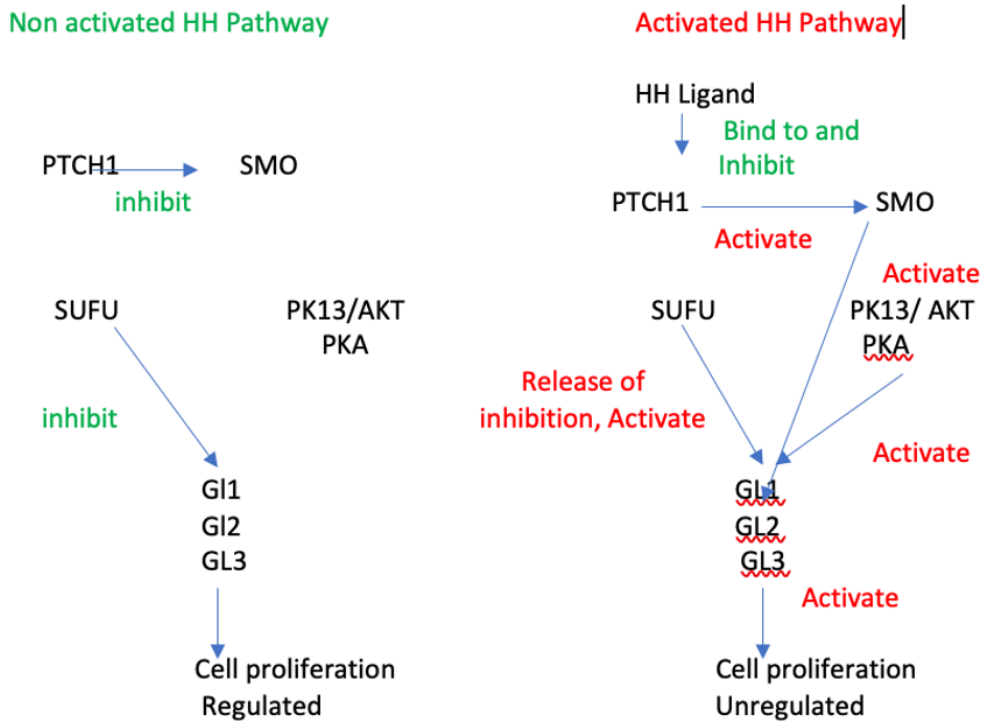 Non activated HH Pathway
PTCH1 SMO
inhibit
SUFU PK13/AKT
PKA
inhibit
Gl1
Gl2
GL3
Cell proliferation
Regulated
Activated HH Pathway
HH Ligand
Bind to and
Inhibit
PTCH1 SMO
Activate
Activate
SUFU PK13/ AKT
PKA
Release of
inhibition, Activate
Activate
GL1
GL2
GL3
Activate
Cell proliferation
Unregulated